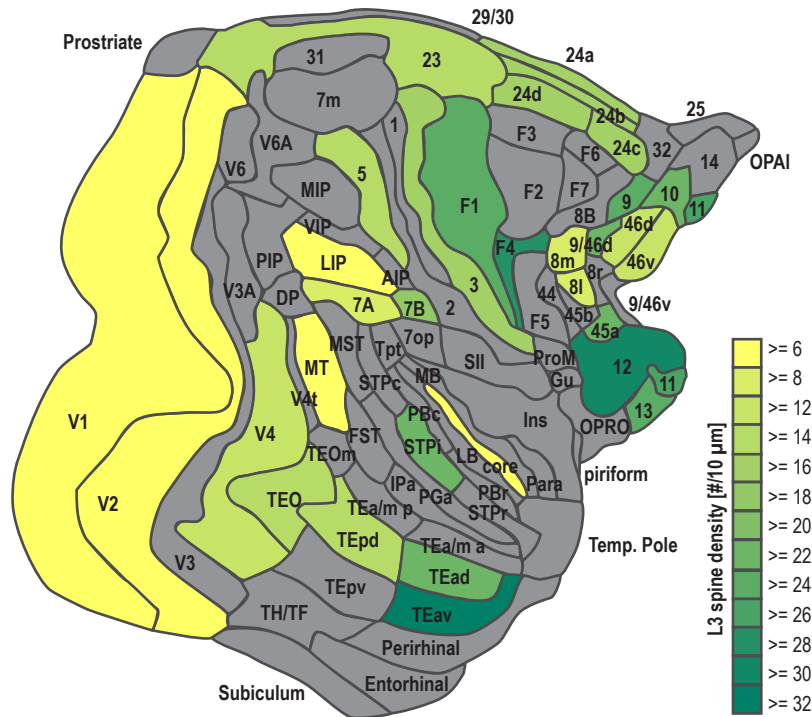 29/30
Prostriate
31
23
24a
7m
24d
24b
25
1
F3
V6A
F6
24c
32
OPAI
14
V6
5
MIP
F2
F7
9
10
11
F1
8B
VIP
46d
F4
9/46d
PIP
LIP
8m
46v
AIP
8r
V3A
DP
3
8l
7A
7B
2
44
9/46v
45b
F5
45a
MST
7op
Tpt
SII
ProM
12
MT
STPc
MB
Gu
11
V4t
V1
PBc
Ins
13
V4
FST
STPi
OPRO
TEOm
LB
core
piriform
IPa
Para
V2
TEO
PGa
PBr
TEa/m p
STPr
TEpd
TEa/m a
Temp. Pole
V3
TEpv
TEad
TH/TF
TEav
Perirhinal
Subiculum
Entorhinal
L3 spine density [#/10 µm]
>= 6
>= 8
>= 12
>= 14
>= 16
>= 18
>= 20
>= 22
>= 24
>= 26
>= 28
>= 30
>= 32